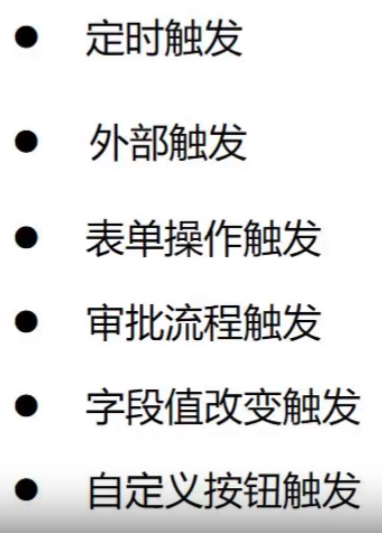 ● 定时触发
● 外部触发
● 表单操作触发
● 审批流程触发
● 字段值改变触发
● 自定义按钮触发